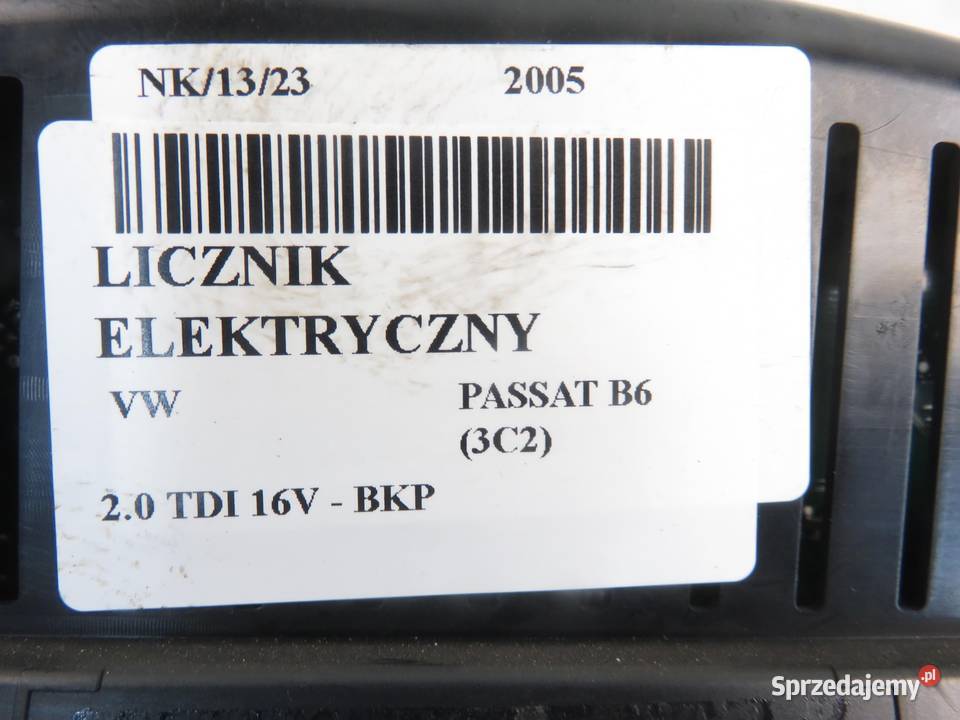 NK/13/23 2005
LICZNIK
ELEKTRYCZNY
VW PASSAT B6
(3C2)
2.0 TDI 16V - BKP
Sprzedajemy.pl